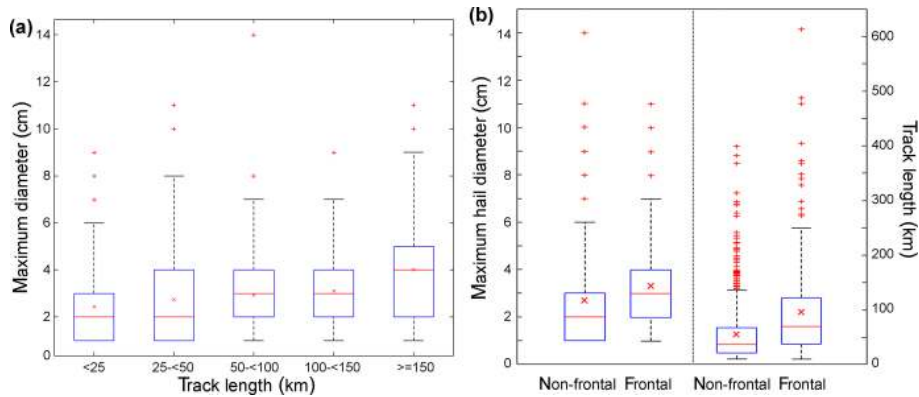 (a)
Maximum diameter (cm)
14
12
10
8
6
4
2
<25
25-<50
50-<100
100-<150
>=150
Track length (km)
(b)
Maximum hail diameter (cm)
14
12
10
8
6
4
2
0
Non-frontal
Frontal
Non-frontal
Frontal
600
500
400
300
200
100
0
Track length (km)